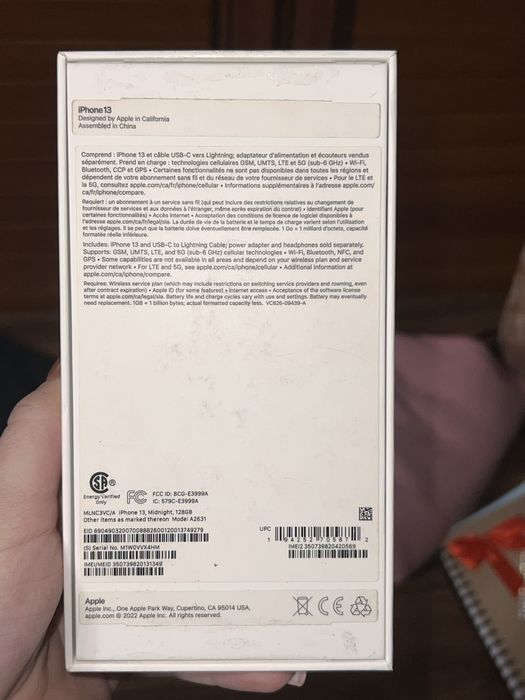 iPhone 13
Designed by Apple in California
Assembled in China
Comprend : iPhone 13 et câble USB-C vers Lightning; adaptateur d'alimentation et écouteurs vendus
séparément. Prend en charge : technologies cellulaires GSM, UMTS, LTE et 5G (sub-6 GHz) • Wi-Fi,
Bluetooth, CCP et GPS • Certaines fonctionnalités ne sont pas disponibles dans toutes les régions et
dépendent de votre abonnement sans fil et du réseau de votre fournisseur de services • Pour le LTE et
la 5G, consultez apple.com/ca/fr/iphone/cellular • Informations supplémentaires à l'adresse apple.com/
ca/fr/iphone/compare.
Requiert : un abonnement à un service sans fil (qui peut inclure des restrictions relatives au changement de
fournisseur de services et aux données à l'étranger, même après expiration du contrat) • Identifiant Apple (pour
certaines fonctionnalités) • Accès Internet • Acceptation des conditions de licence de logiciel disponibles à
l'adresse apple.com/ca/fr/legal/sla. La durée de vie de la batterie et le temps de charge varient selon l'utilisation
et les réglages. Il se peut que la batterie doive éventuellement être remplacée. 1 Go = 1 milliard d'octets, capacité
formatée réelle inférieure.
Includes: iPhone 13 and USB-C to Lightning Cable; power adapter and headphones sold separately.
Supports: GSM, UMTS, LTE, and 5G (sub-6 GHz) cellular technologies • Wi-Fi, Bluetooth, NFC, and
GPS • Some capabilities are not available in all areas and depend on your wireless plan and service
provider network • For LTE and 5G, see apple.com/ca/iphone/cellular • Additional information at
apple.com/ca/iphone/compare.
Requires: Wireless service plan (which may include restrictions on switching service providers and roaming, even
after contract expiration) • Apple ID (for some features) • Internet access • Acceptance of the software license
terms at apple.com/ca/legal/sla. Battery life and charge cycles vary with use and settings. Battery may eventually
need replacement. 1GB = 1 billion bytes; actual formatted capacity less. VC626-09439-A
Energy Verified
Only
FCC ID: BCG-E3999A
IC: 579C-E3999A
MLNC3VC/A iPhone 13, Midnight, 128GB
Other items as marked thereon Model A2631
EID 89049032007008882600120013749279
(S) Serial No. M1W0VVX4HM
IMEI/MEID 350739820131349
UPC
1 94252 70587 2
IMEI2 350739820420569
Apple
Apple Inc., One Apple Park Way, Cupertino, CA 95014 USA,
apple.com © 2022 Apple Inc. All rights reserved.
CE